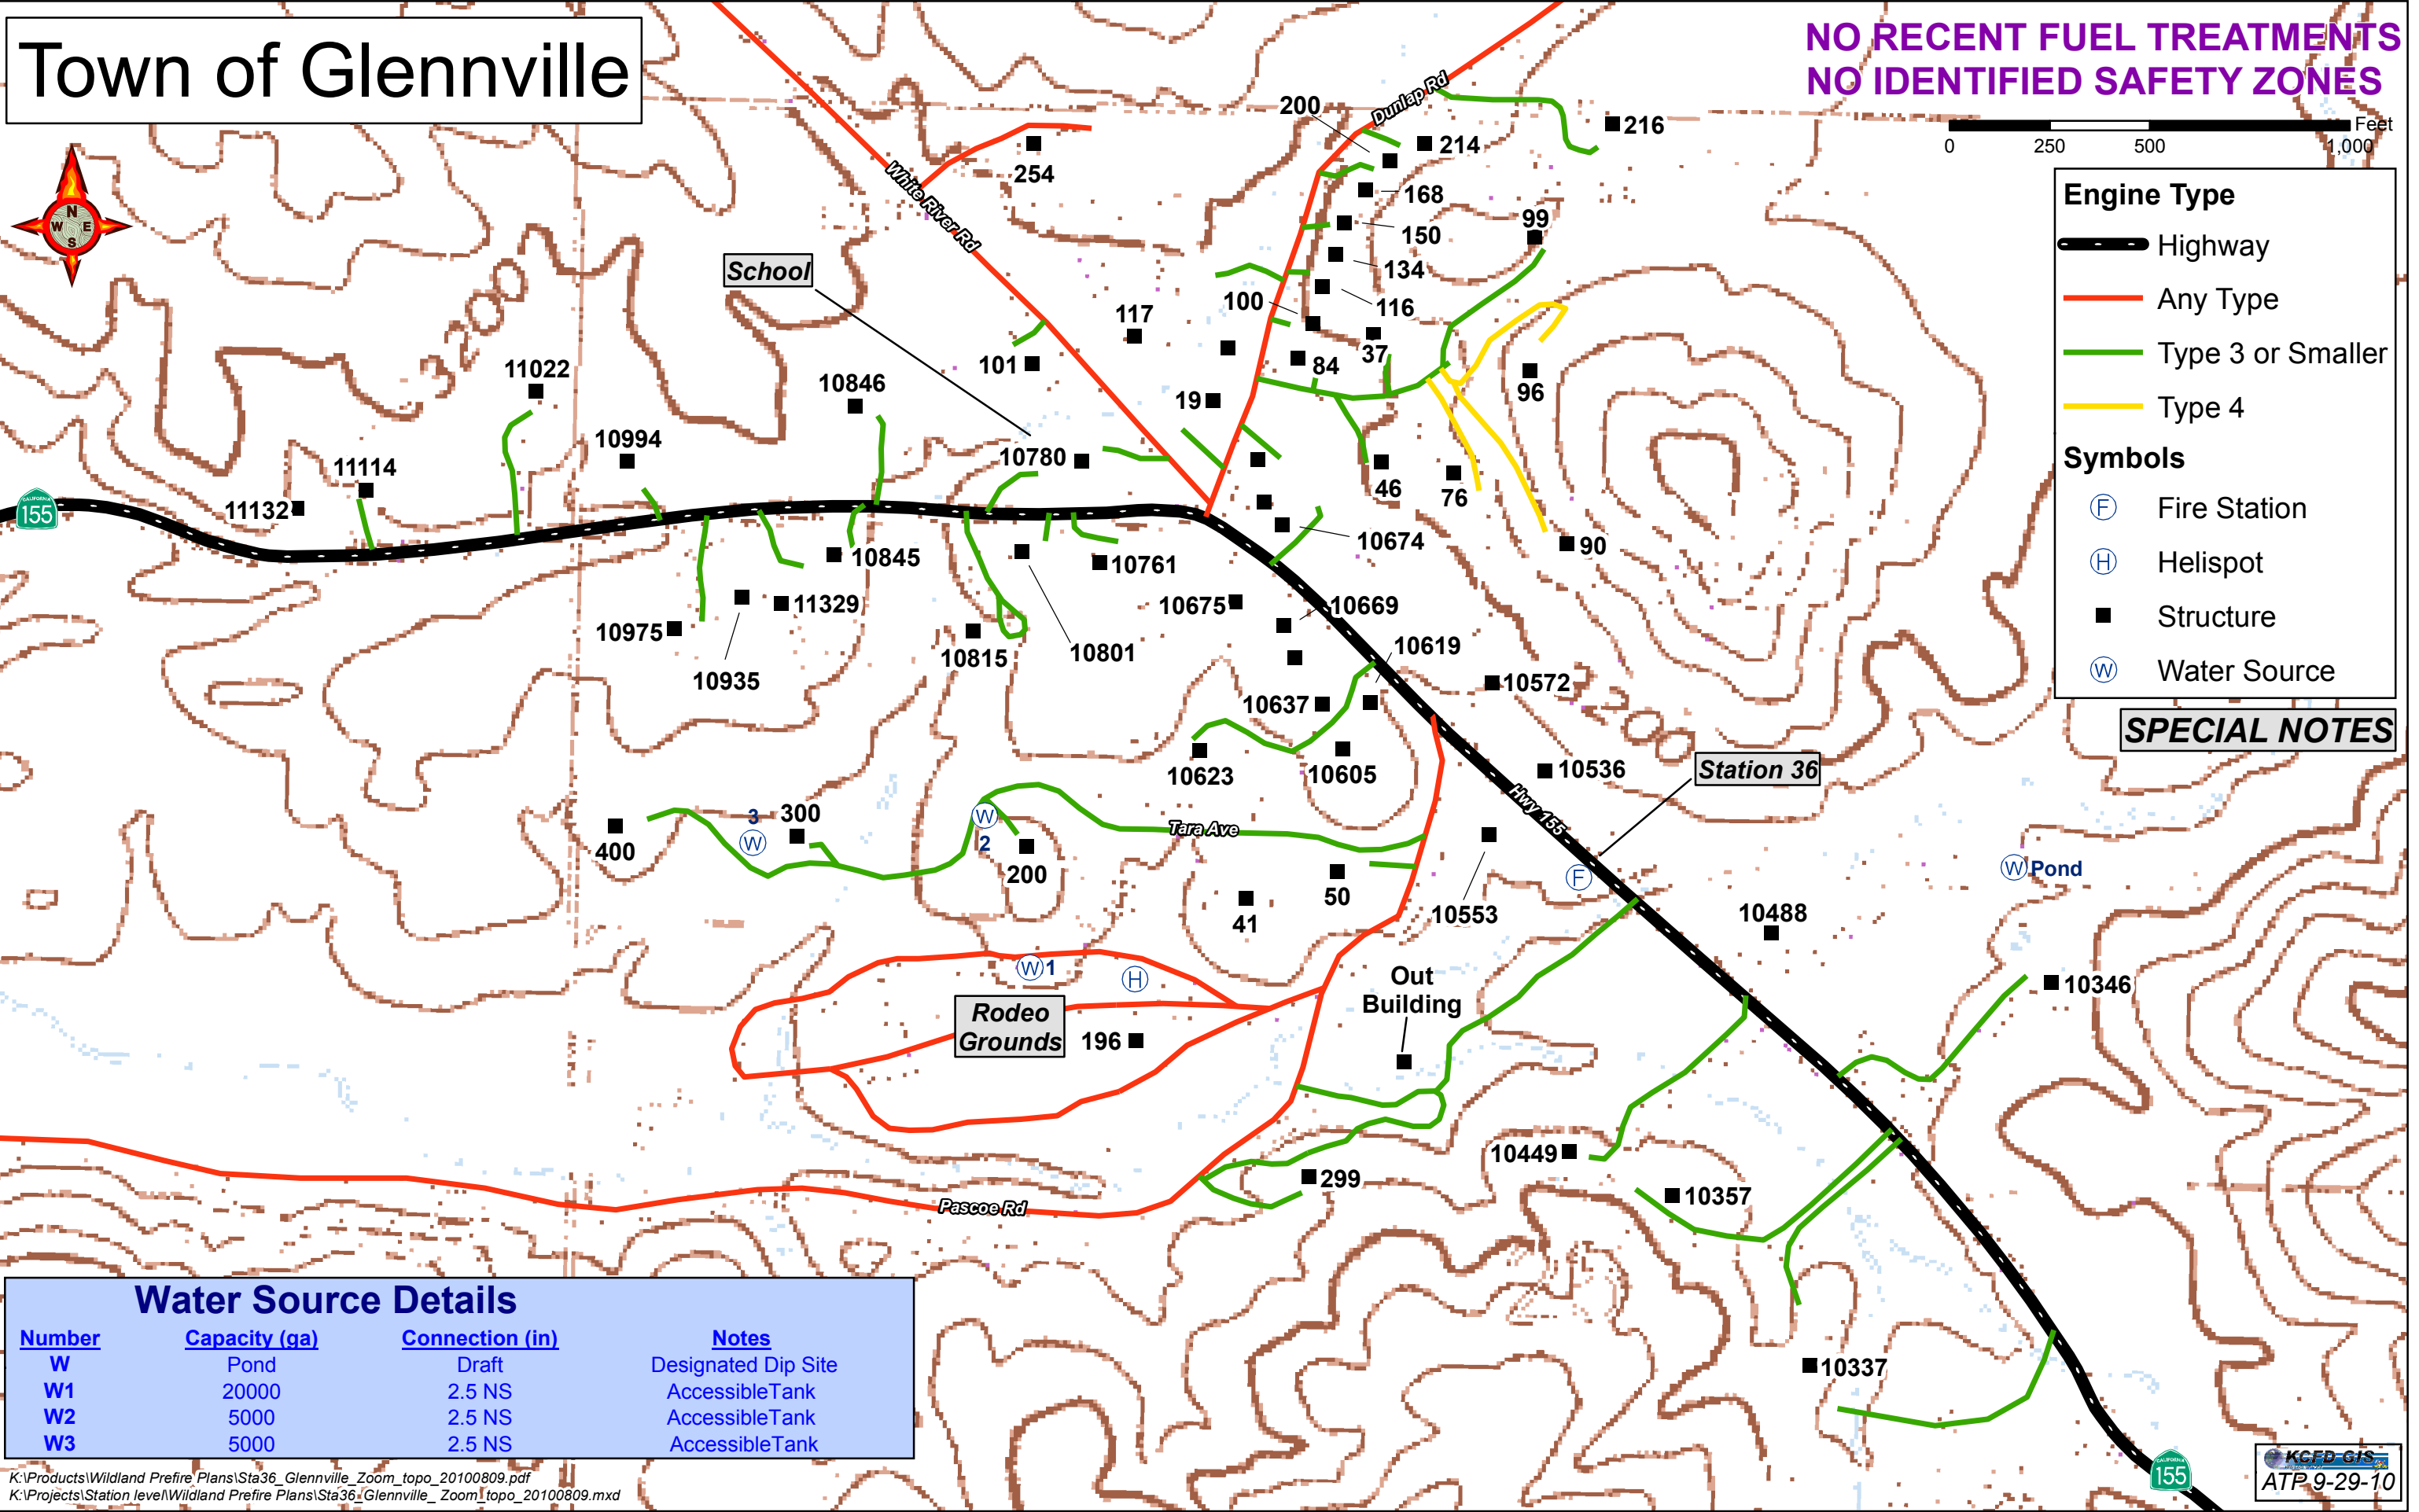 Town of Glennville
NO RECENT FUEL TREATMENTS
NO IDENTIFIED SAFETY ZONES
Feet
0 250 500 1,000
Engine Type
Highway
Any Type
Type 3 or Smaller
Type 4
Symbols
F Fire Station
H Helispot
Structure
W Water Source
SPECIAL NOTES
N
W E
S
Dunlap Rd
200
214
216
254
White River Rd
168
150
99
134
School
100
116
117
37
101
84
96
11022
10846
19
10994
10780
11114
46
76
CALIFORNIA
155
11132
10674
90
10845
10761
11329
10675
10669
10975
10815
10801
10619
10935
10572
10637
10623
10605
10536
Station 36
Hwy 155
3
W
300
W
2
Tara Ave
400
200
50
41
10553
F
W Pond
10488
W 1
H
Out
Building
10346
Rodeo
Grounds
196
10449
299
10357
Pascoe Rd
10337
Water Source Details
Number Capacity (ga) Connection (in) Notes
W Pond Draft Designated Dip Site
W1 20000 2.5 NS AccessibleTank
W2 5000 2.5 NS AccessibleTank
W3 5000 2.5 NS AccessibleTank
K:\Products\Wildland Prefire Plans\Sta36_Glennville_Zoom_topo_20100809.pdf
K:\Projects\Station level\Wildland Prefire Plans\Sta36_Glennville_ Zoom_topo_20100809.mxd
CALIFORNIA
155
KCFD GIS
ATP 9-29-10